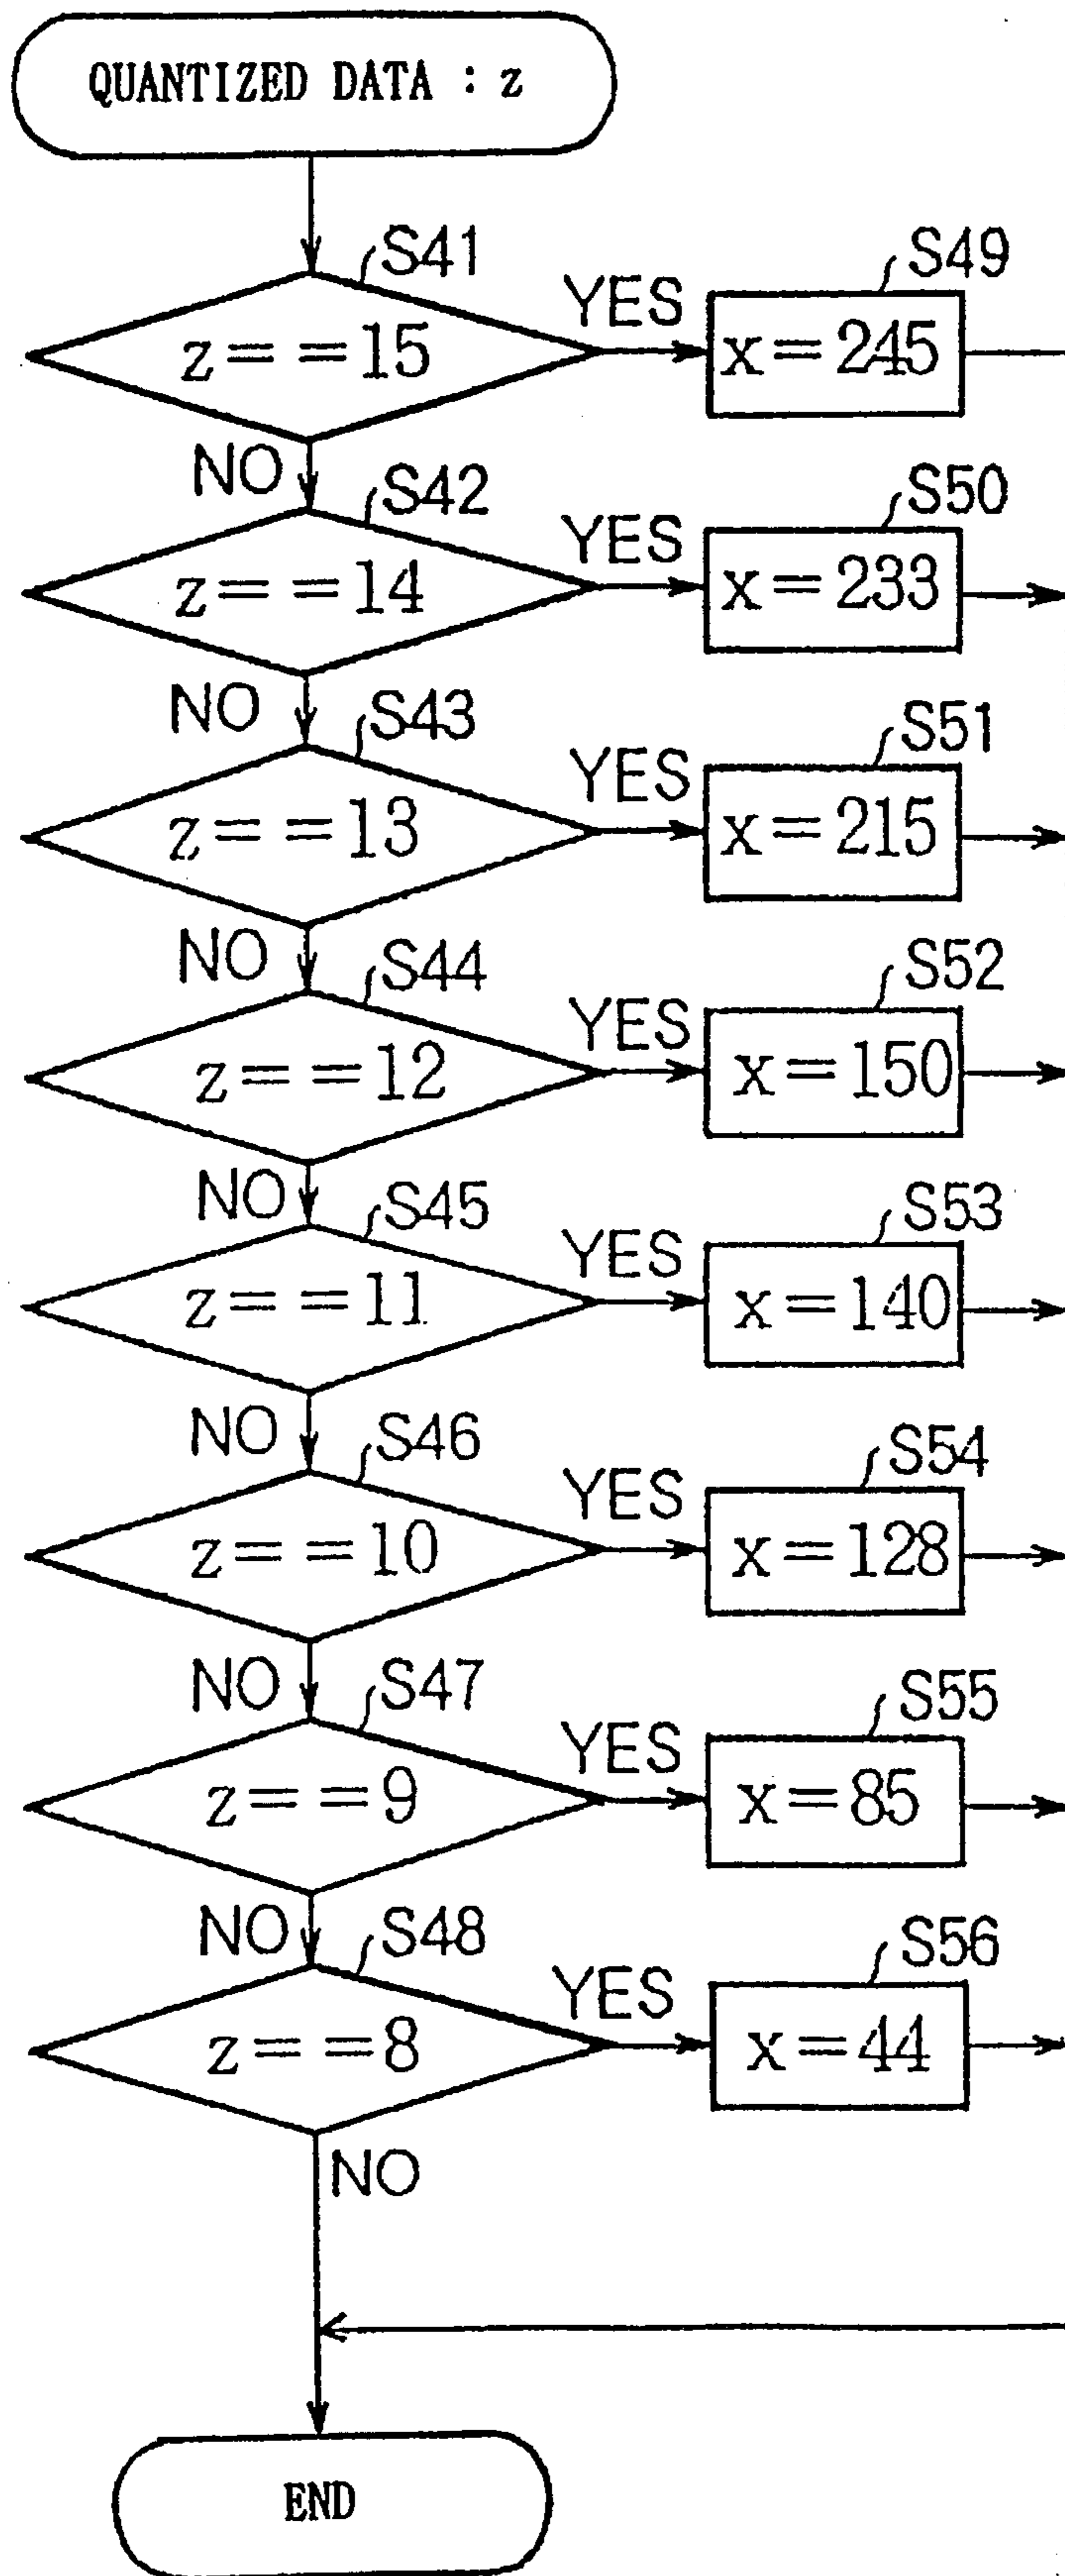 QUANTIZED DATA : z
S41
z==15
YES
S49
x=245
NO
S42
z==14
YES
S50
x=233
NO
S43
z==13
YES
S51
x=215
NO
S44
z==12
YES
S52
x=150
NO
S45
z==11
YES
S53
x=140
NO
S46
z==10
YES
S54
x=128
NO
S47
z==9
YES
S55
x=85
NO
S48
z==8
YES
S56
x=44
NO
END